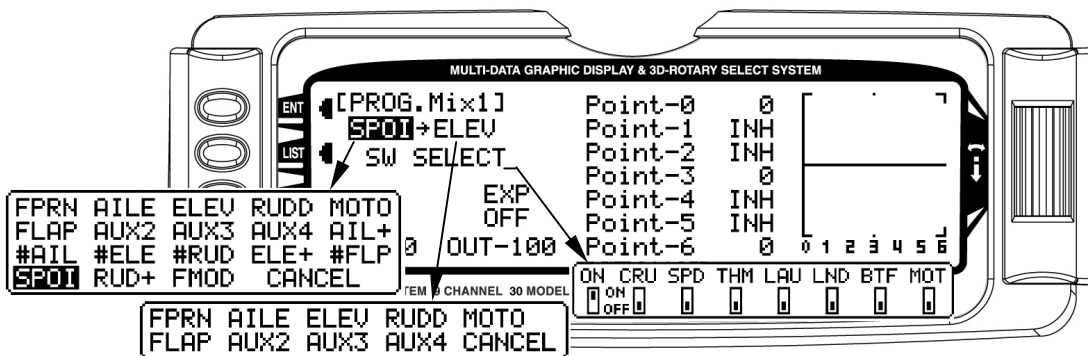 MULTI-DATA GRAPHIC DISPLAY & 3D-ROTARY SELECT SYSTEM
ENT
LIST
[PROG.Mix1]
SPOI→ELEV
SW SELECT
EXP
OFF
0 OUT-100
Point-0 0
Point-1 INH
Point-2 INH
Point-3 0
Point-4 INH
Point-5 INH
Point-6 0
0 1 2 3 4 5 6
FPRN AILE ELEV RUDD MOTO
FLAP AUX2 AUX3 AUX4 AIL+
#AIL #ELE #RUD ELE+ #FLP
SPOI RUD+ FMOD CANCEL
ON CRU SPD THM LAU LND BTF MOT
ON
OFF
TEM 9 CHANNEL 30 MODEL
FPRN AILE ELEV RUDD MOTO
FLAP AUX2 AUX3 AUX4 CANCEL